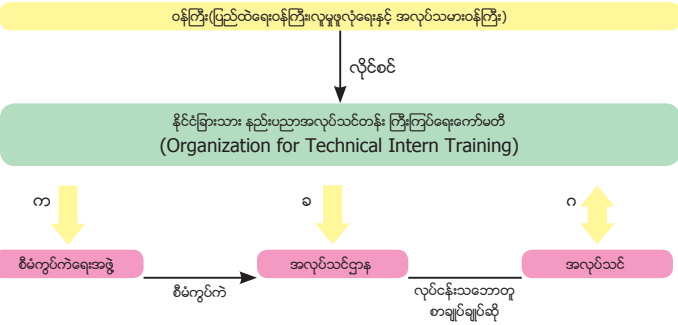 ဝန်ကြီး(ပြည်ထဲရေးဝန်ကြီး၊လူမှုဖူလုံရေးနှင့် အလုပ်သမားဝန်ကြီး)
လိုင်စင်
နိုင်ငံခြားသား နည်းပညာအလုပ်သင်တန်း ကြီးကြပ်ရေးကော်မတီ
(Organization for Technical Intern Training)
က
ခ
ဂ
စီမံကွပ်ကဲရေးအဖွဲ့
အလုပ်သင်ဌာန
အလုပ်သင်
စီမံကွပ်ကဲ
လုပ်ငန်းသဘောတူ
စာချုပ်ချုပ်ဆို